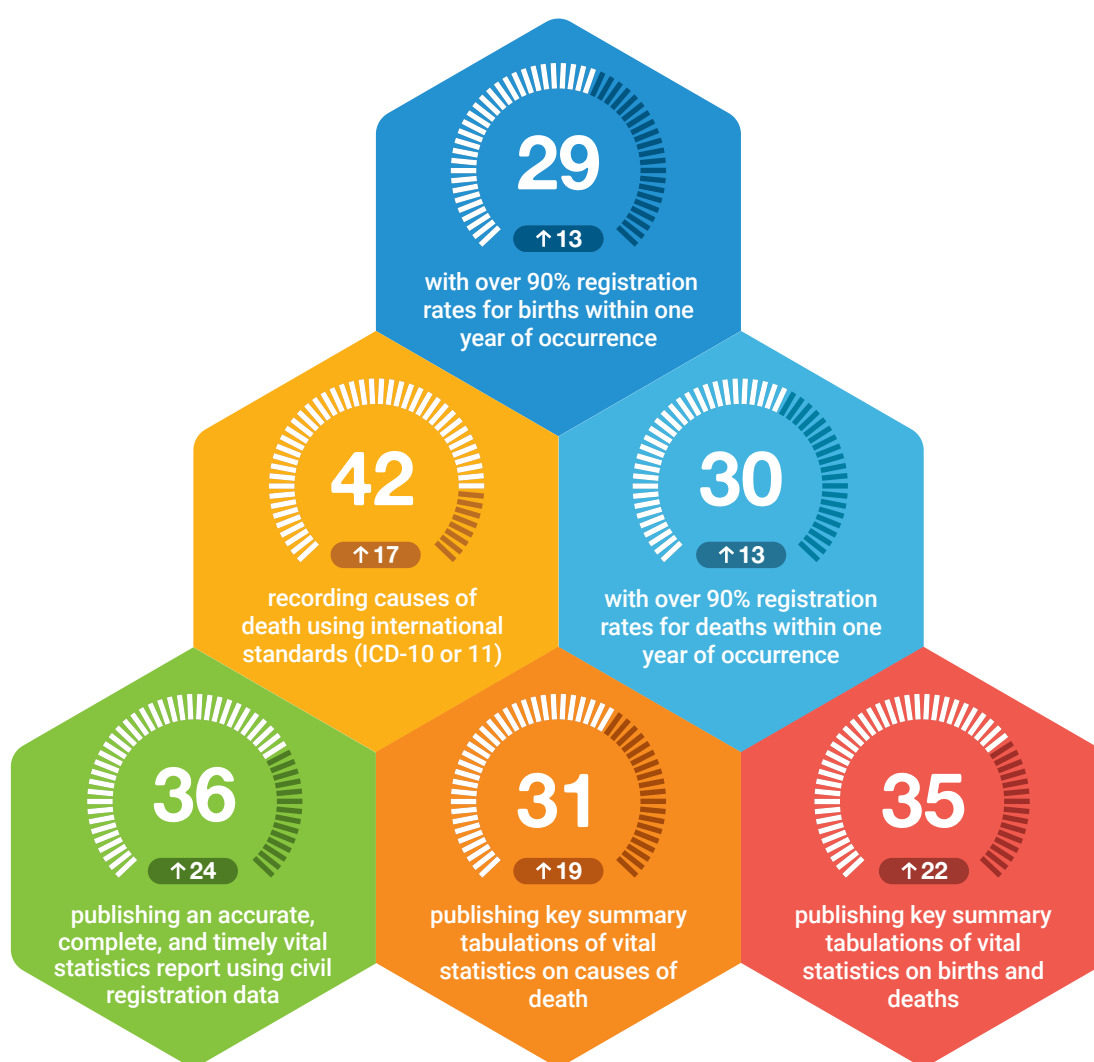 29
↑13
with over 90% registration
rates for births within one
year of occurrence
42
↑17
recording causes of
death using international
standards (ICD-10 or 11)
30
↑13
with over 90% registration
rates for deaths within one
year of occurrence
36
↑24
publishing an accurate,
complete, and timely vital
statistics report using civil
registration data
31
↑19
publishing key summary
tabulations of vital
statistics on causes of
death
35
↑22
publishing key summary
tabulations of vital
statistics on births and
deaths